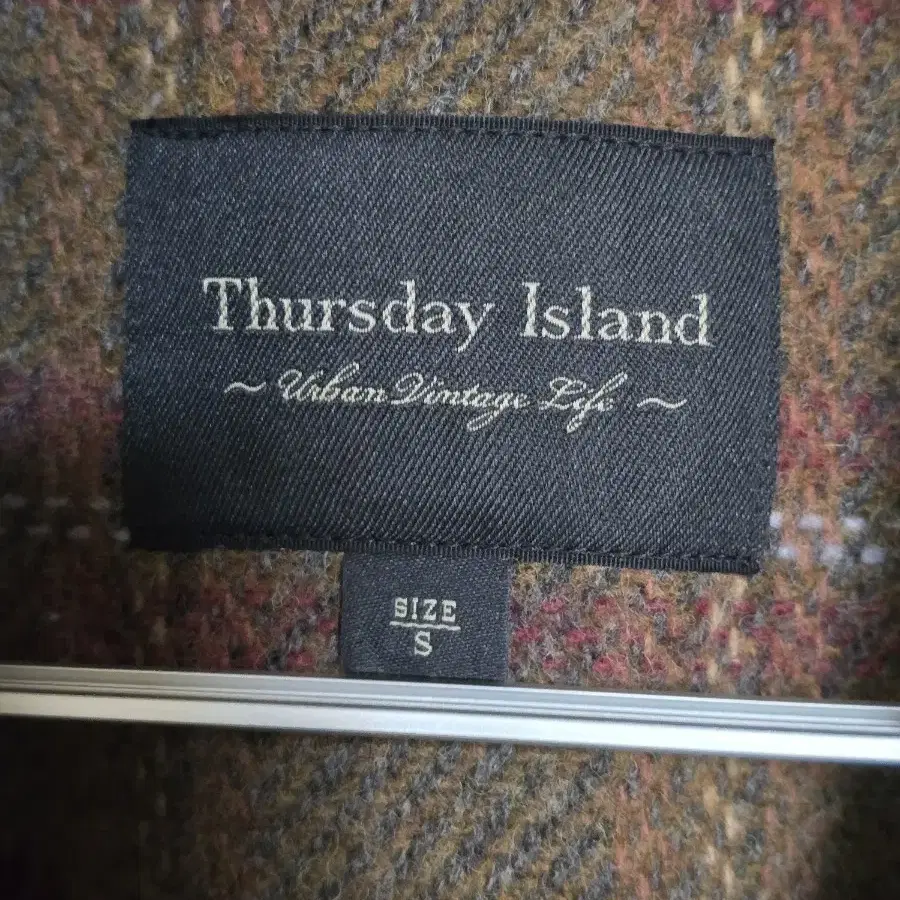 Thursday Island
~ Urban Vintage Life ~
SIZE
S